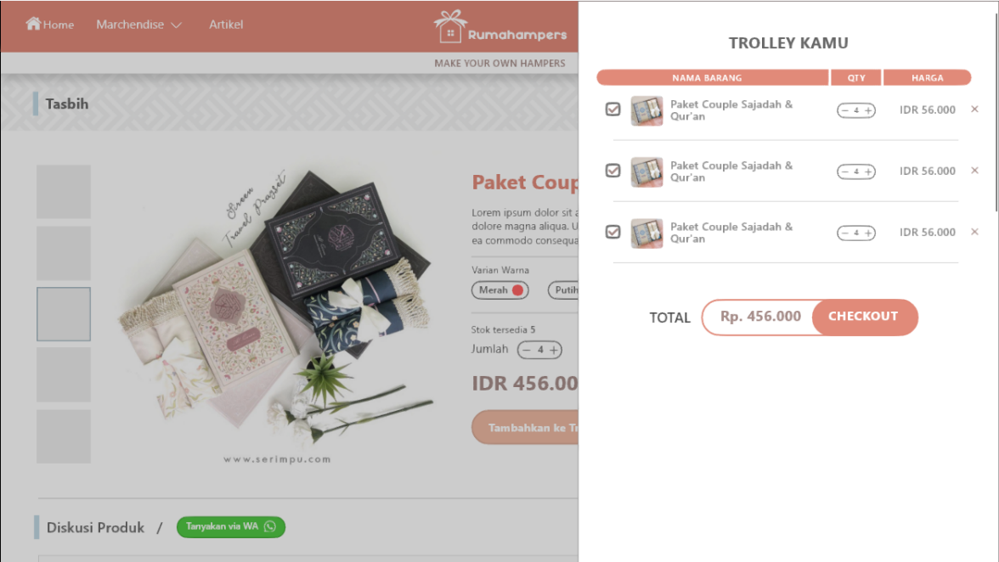 Home Marchendise Artikel
Rumahampers
MAKE YOUR OWN HAMPERS
Tasbih
Sireen
Travel Prayset
www.serimpu.com
Paket Coup
Lorem ipsum dolor sit a
dolore magna aliqua. U
ea commodo consequa
Varian Warna
Merah Putih
Stok tersedia 5
Jumlah − 4 +
IDR 456.00
Tambahkan ke Tr
Diskusi Produk / Tanyakan via WA
TROLLEY KAMU
NAMA BARANG QTY HARGA
Paket Couple Sajadah &
Qur'an
− 4 + IDR 56.000 ×
Paket Couple Sajadah &
Qur'an
− 4 + IDR 56.000 ×
Paket Couple Sajadah &
Qur'an
− 4 + IDR 56.000 ×
TOTAL Rp. 456.000 CHECKOUT